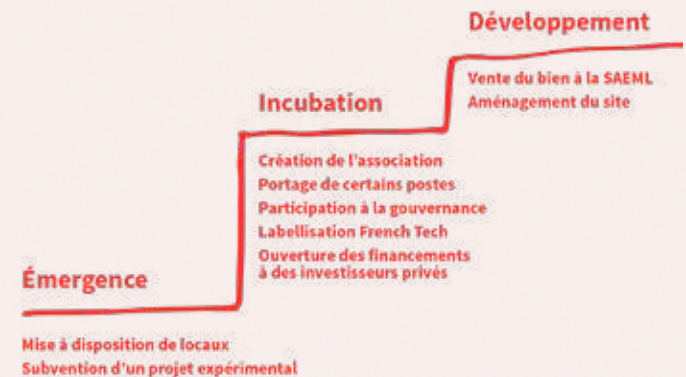 Développement
Vente du bien à la SAEML
Aménagement du site
Incubation
Création de l'association
Portage de certains postes
Participation à la gouvernance
Labellisation French Tech
Ouverture des financements
à des investisseurs privés
Émergence
Mise à disposition de locaux
Subvention d'un projet expérimental